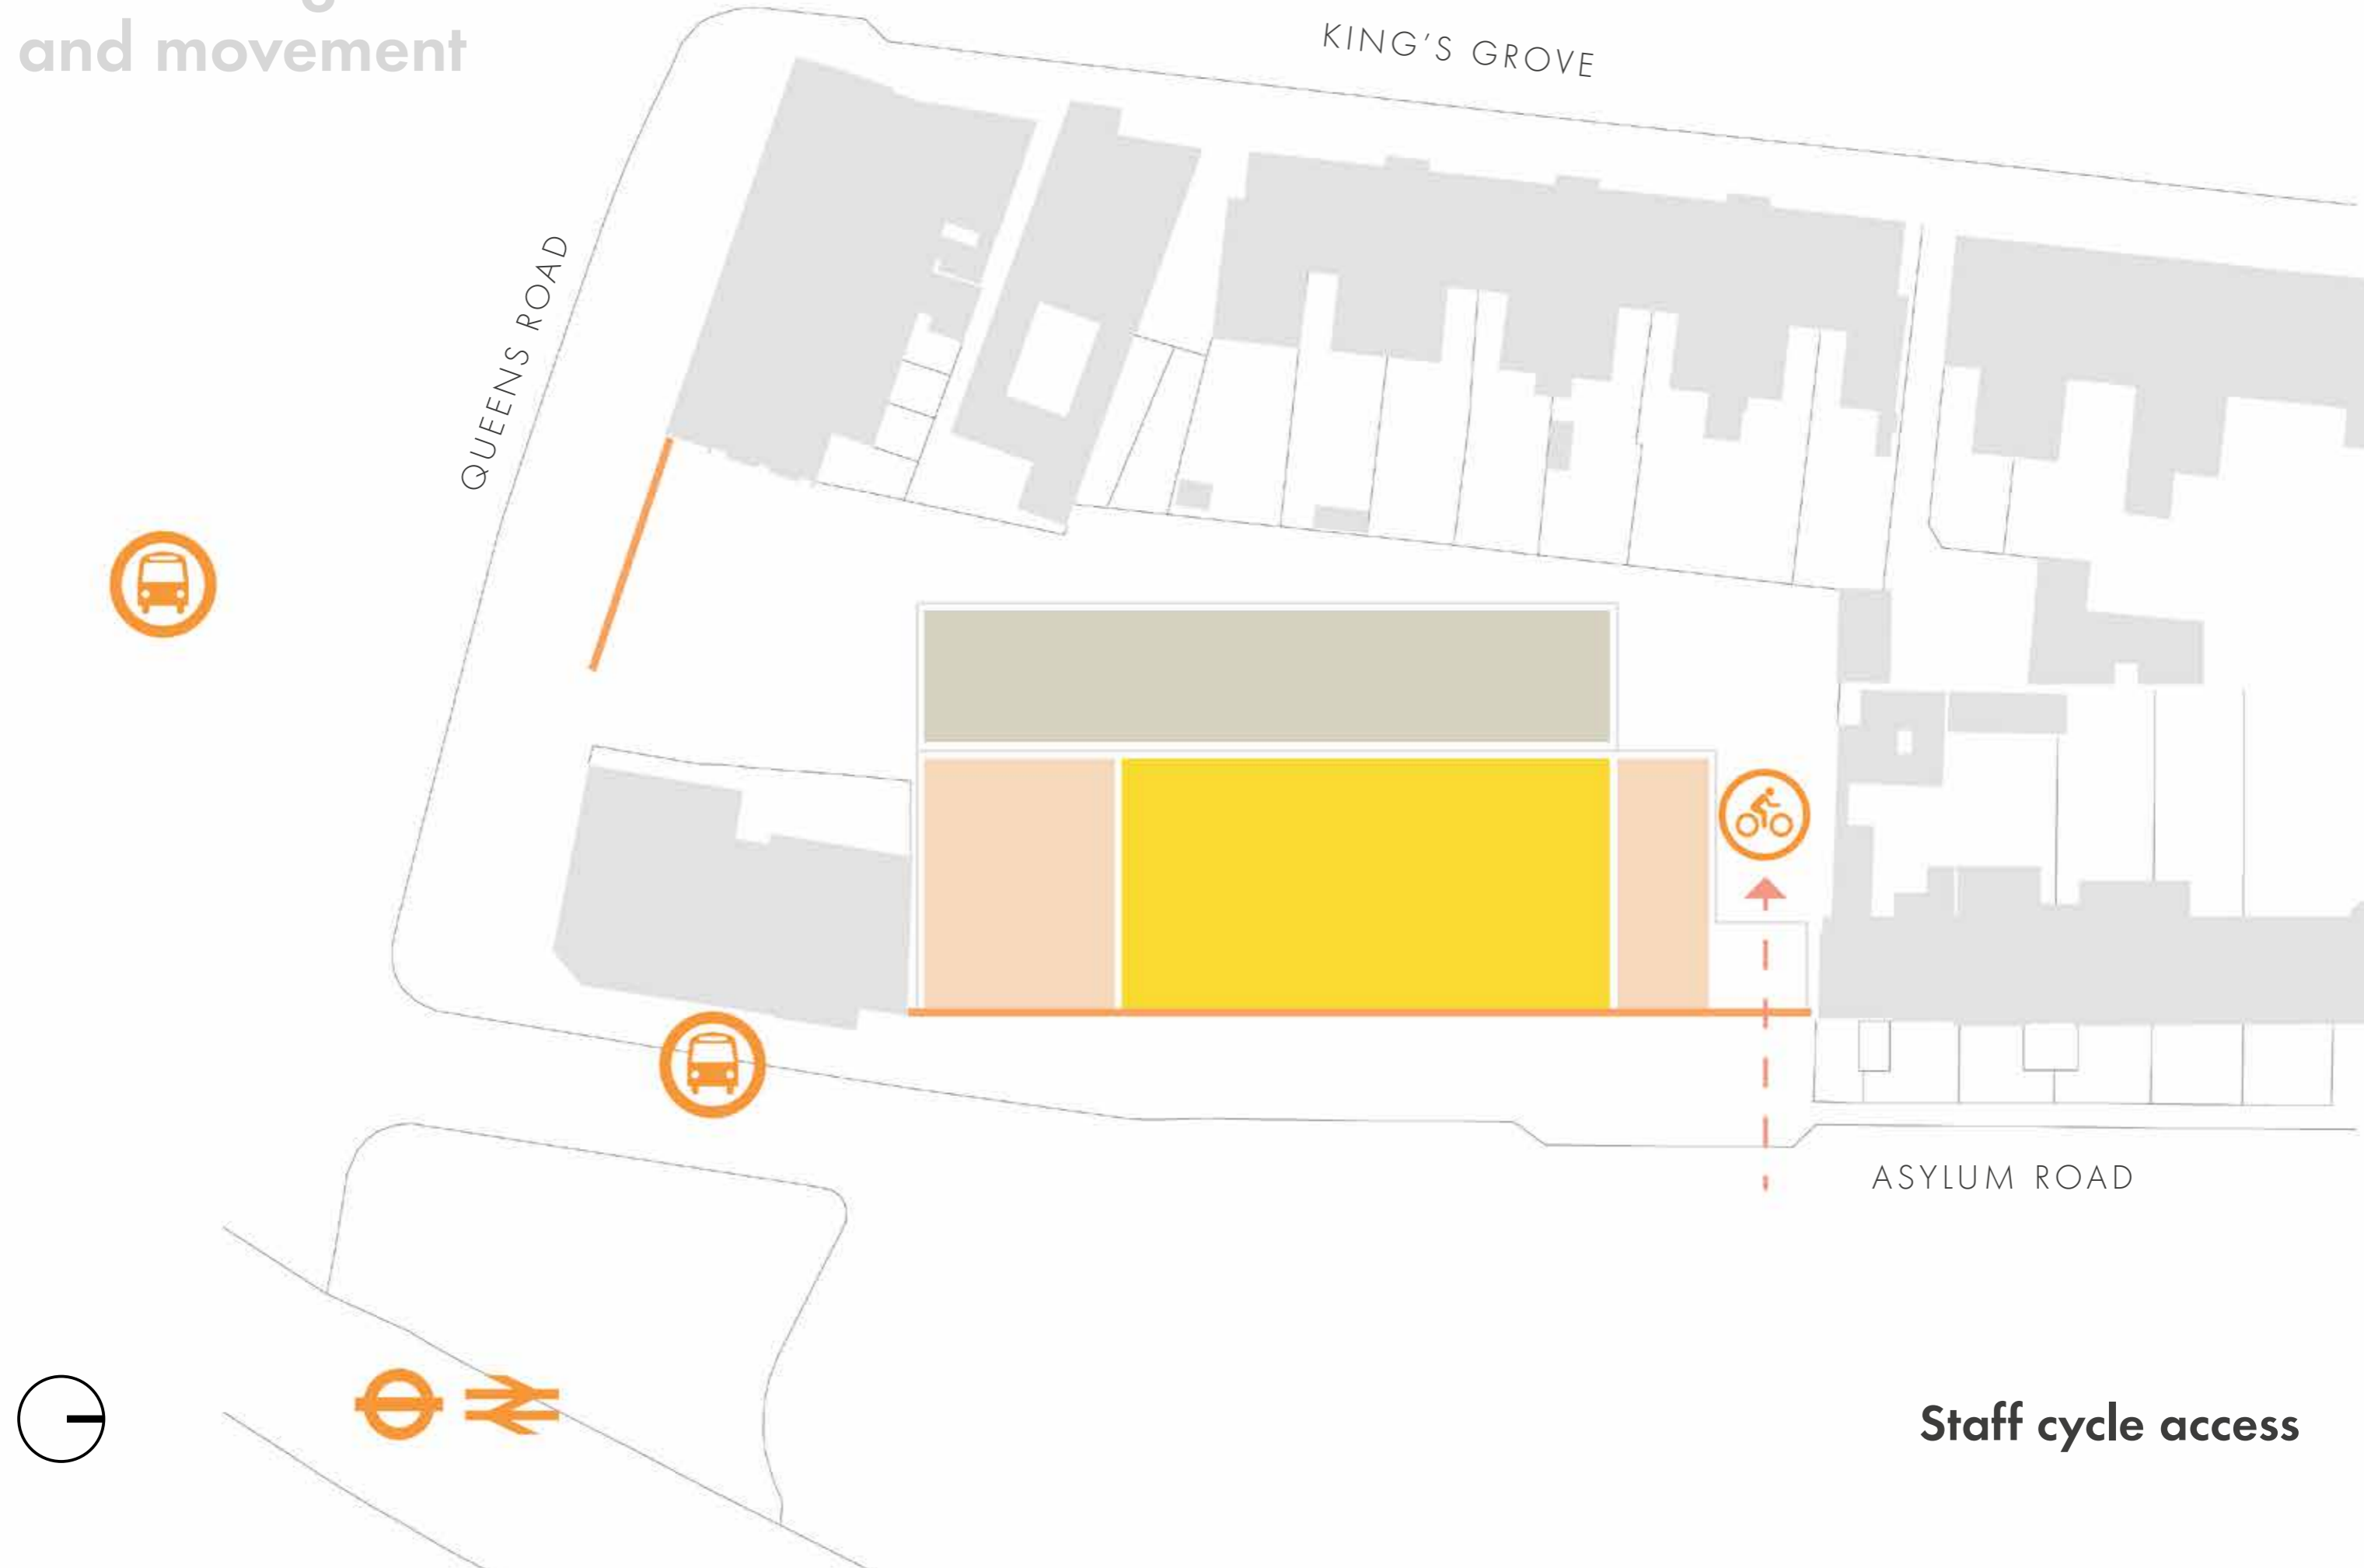 and movement
KING'S GROVE
QUEENS ROAD
ASYLUM ROAD
Staff cycle access